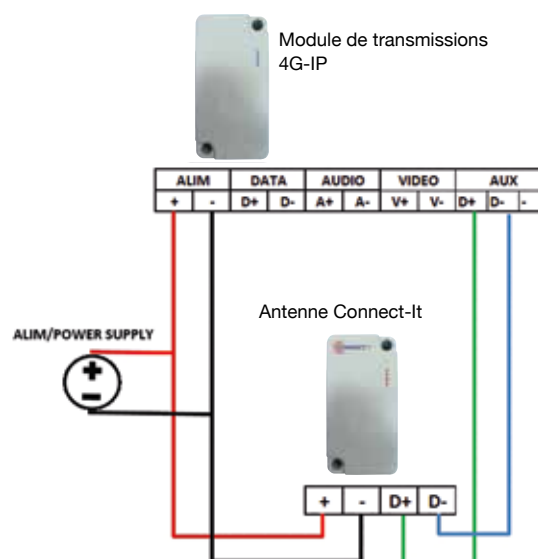 Module de transmissions
4G-IP
ALIM DATA AUDIO VIDEO AUX
+ - D+ D- A+ A- V+ V- D+ D- -
Antenne Connect-It
ALIM/POWER SUPPLY
+
-
+ - D+ D-